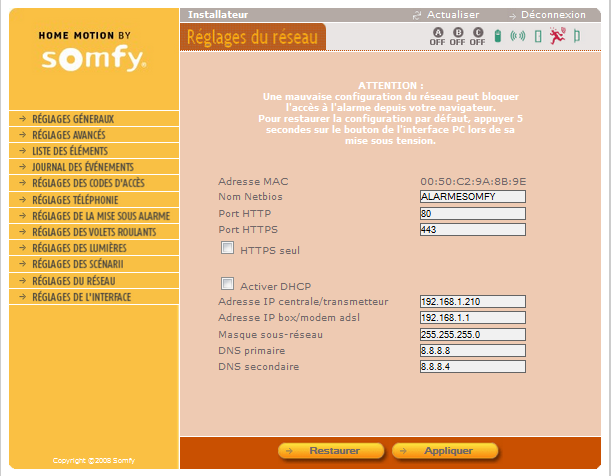 Installateur
Actualiser
Déconnexion
HOME MOTION BY
somfy.
Réglages du réseau
A B C
OFF OFF OFF
ATTENTION :
Une mauvaise configuration du réseau peut bloquer
l'accès à l'alarme depuis votre navigateur.
Pour restaurer la configuration par défaut, appuyer 5
secondes sur le bouton de l'interface PC lors de sa
mise sous tension.
RÉGLAGES GÉNERAUX
RÉGLAGES AVANCÉS
LISTE DES ÉLÉMENTS
JOURNAL DES ÉVÉNEMENTS
RÉGLAGES DES CODES D'ACCÈS
RÉGLAGES TÉLÉPHONIE
RÉGLAGES DE LA MISE SOUS ALARME
RÉGLAGES DES VOLETS ROULANTS
RÉGLAGES DES LUMIÈRES
RÉGLAGES DES SCÉNARII
RÉGLAGES DU RÉSEAU
RÉGLAGES DE L'INTERFACE
Adresse MAC 00:50:C2:9A:8B:9E
Nom Netbios ALARMESOMFY
Port HTTP 80
Port HTTPS 443
HTTPS seul
Activer DHCP
Adresse IP centrale/transmetteur 192.168.1.210
Adresse IP box/modem adsl 192.168.1.1
Masque sous-réseau 255.255.255.0
DNS primaire 8.8.8.8
DNS secondaire 8.8.8.4
Restaurer
Appliquer
Copyright ©2008 Somfy